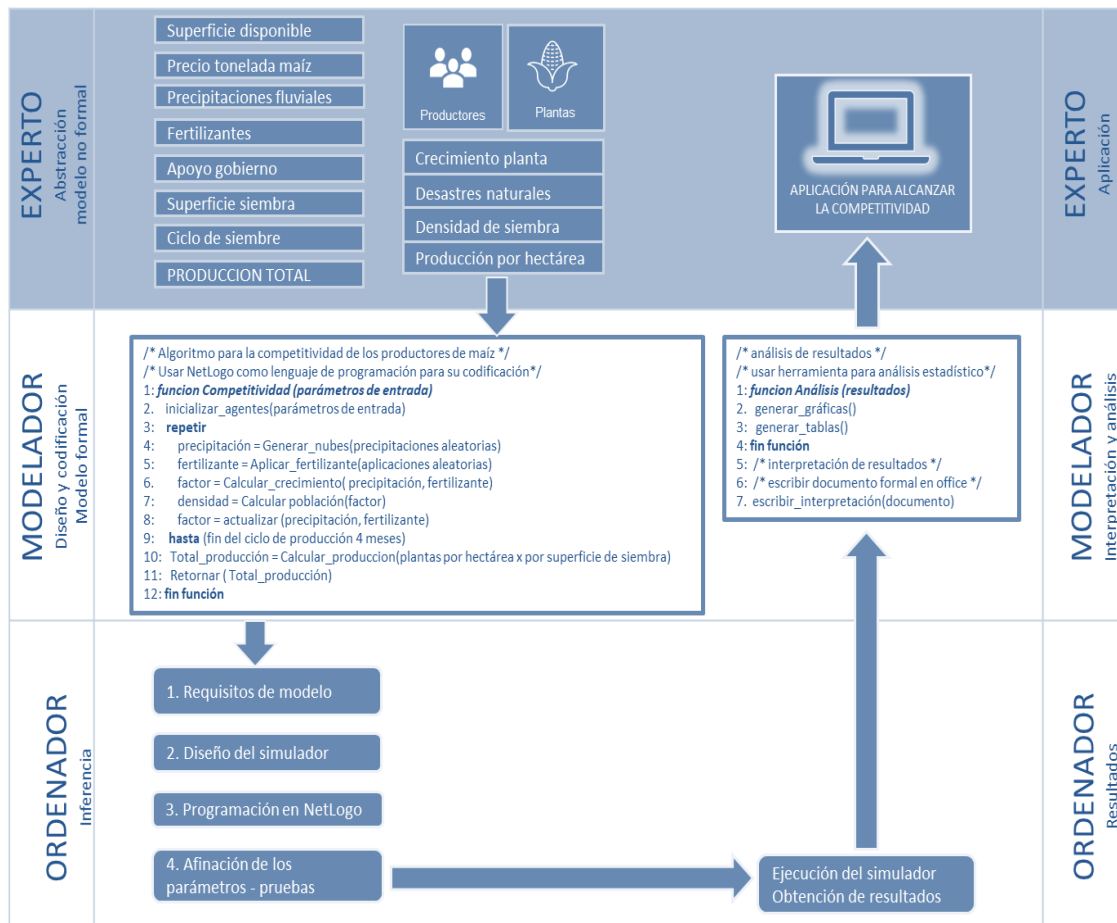 EXPERTO
Abstracción
modelo no formal
Superficie disponible
Precio tonelada maíz
Precipitaciones fluviales
Fertilizantes
Apoyo gobierno
Superficie siembra
Ciclo de siembre
PRODUCCION TOTAL
Productores
Plantas
Crecimiento planta
Desastres naturales
Densidad de siembra
Producción por hectárea
APLICACIÓN PARA ALCANZAR
LA COMPETITIVIDAD
EXPERTO
Aplicación
MODELADOR
Diseño y codificación
Modelo formal
/* Algoritmo para la competitividad de los productores de maíz */
/* Usar NetLogo como lenguaje de programación para su codificación*/
1: funcion Competitividad (parámetros de entrada)
2. inicializar_agentes(parámetros de entrada)
3: repetir
4: precipitación = Generar_nubes(precipitaciones aleatorias)
5: fertilizante = Aplicar_fertilizante(aplicaciones aleatorias)
6. factor = Calcular_crecimiento( precipitación, fertilizante)
7: densidad = Calcular población(factor)
8: factor = actualizar (precipitación, fertilizante)
9: hasta (fin del ciclo de producción 4 meses)
10: Total_producción = Calcular_produccion(plantas por hectárea x por superficie de siembra)
11: Retornar ( Total_producción)
12: fin función
/* análisis de resultados */
/* usar herramienta para análisis estadístico*/
1: funcion Análisis (resultados)
2. generar_gráficas()
3: generar_tablas()
4: fin función
5: /* interpretación de resultados */
6: /* escribir documento formal en office */
7. escribir_interpretación(documento)
MODELADOR
Interpretación y análisis
ORDENADOR
Inferencia
1. Requisitos de modelo
2. Diseño del simulador
3. Programación en NetLogo
4. Afinación de los
parámetros - pruebas
Ejecución del simulador
Obtención de resultados
ORDENADOR
Resultados